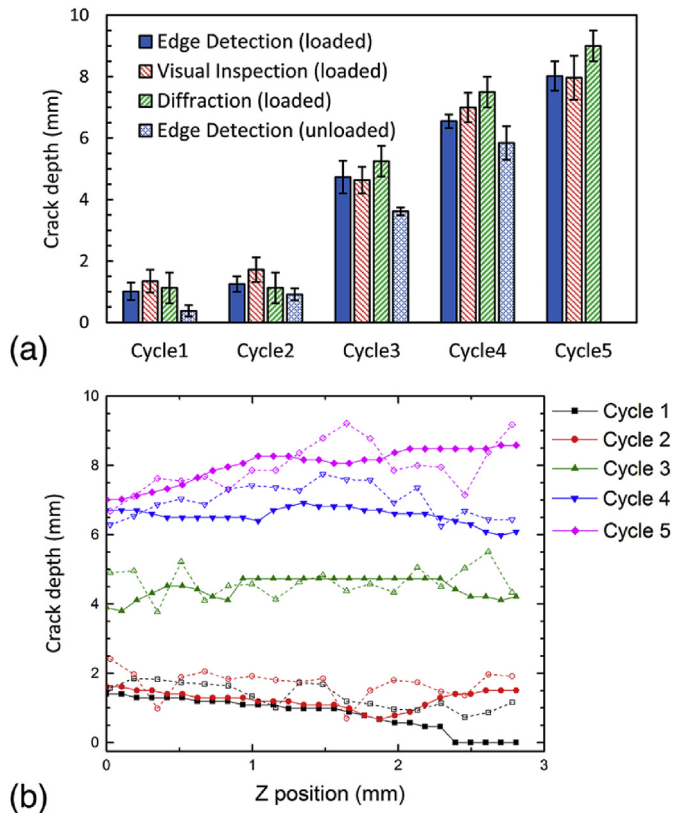 10
8
6
4
2
0
Crack depth (mm)
Edge Detection (loaded)
Visual Inspection (loaded)
Diffraction (loaded)
Edge Detection (unloaded)
Cycle1 Cycle2 Cycle3 Cycle4 Cycle5
(a)
10
8
6
4
2
0
Crack depth (mm)
Cycle 1
Cycle 2
Cycle 3
Cycle 4
Cycle 5
0 1 2 3
Z position (mm)
(b)